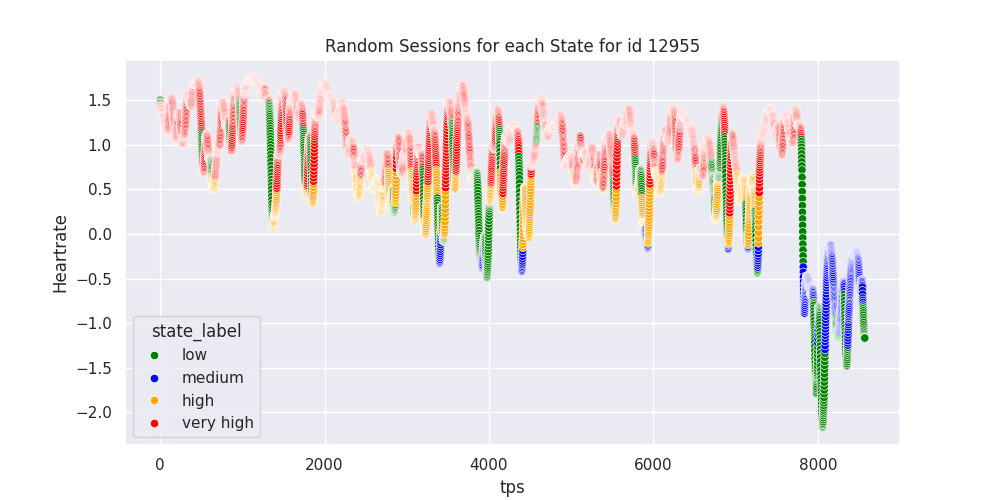 Random Sessions for each State for id 12955
Heartrate
1.5
1.0
0.5
0.0
−0.5
−1.0
−1.5
−2.0
state_label
low
medium
high
very high
0 2000 4000 6000 8000
tps